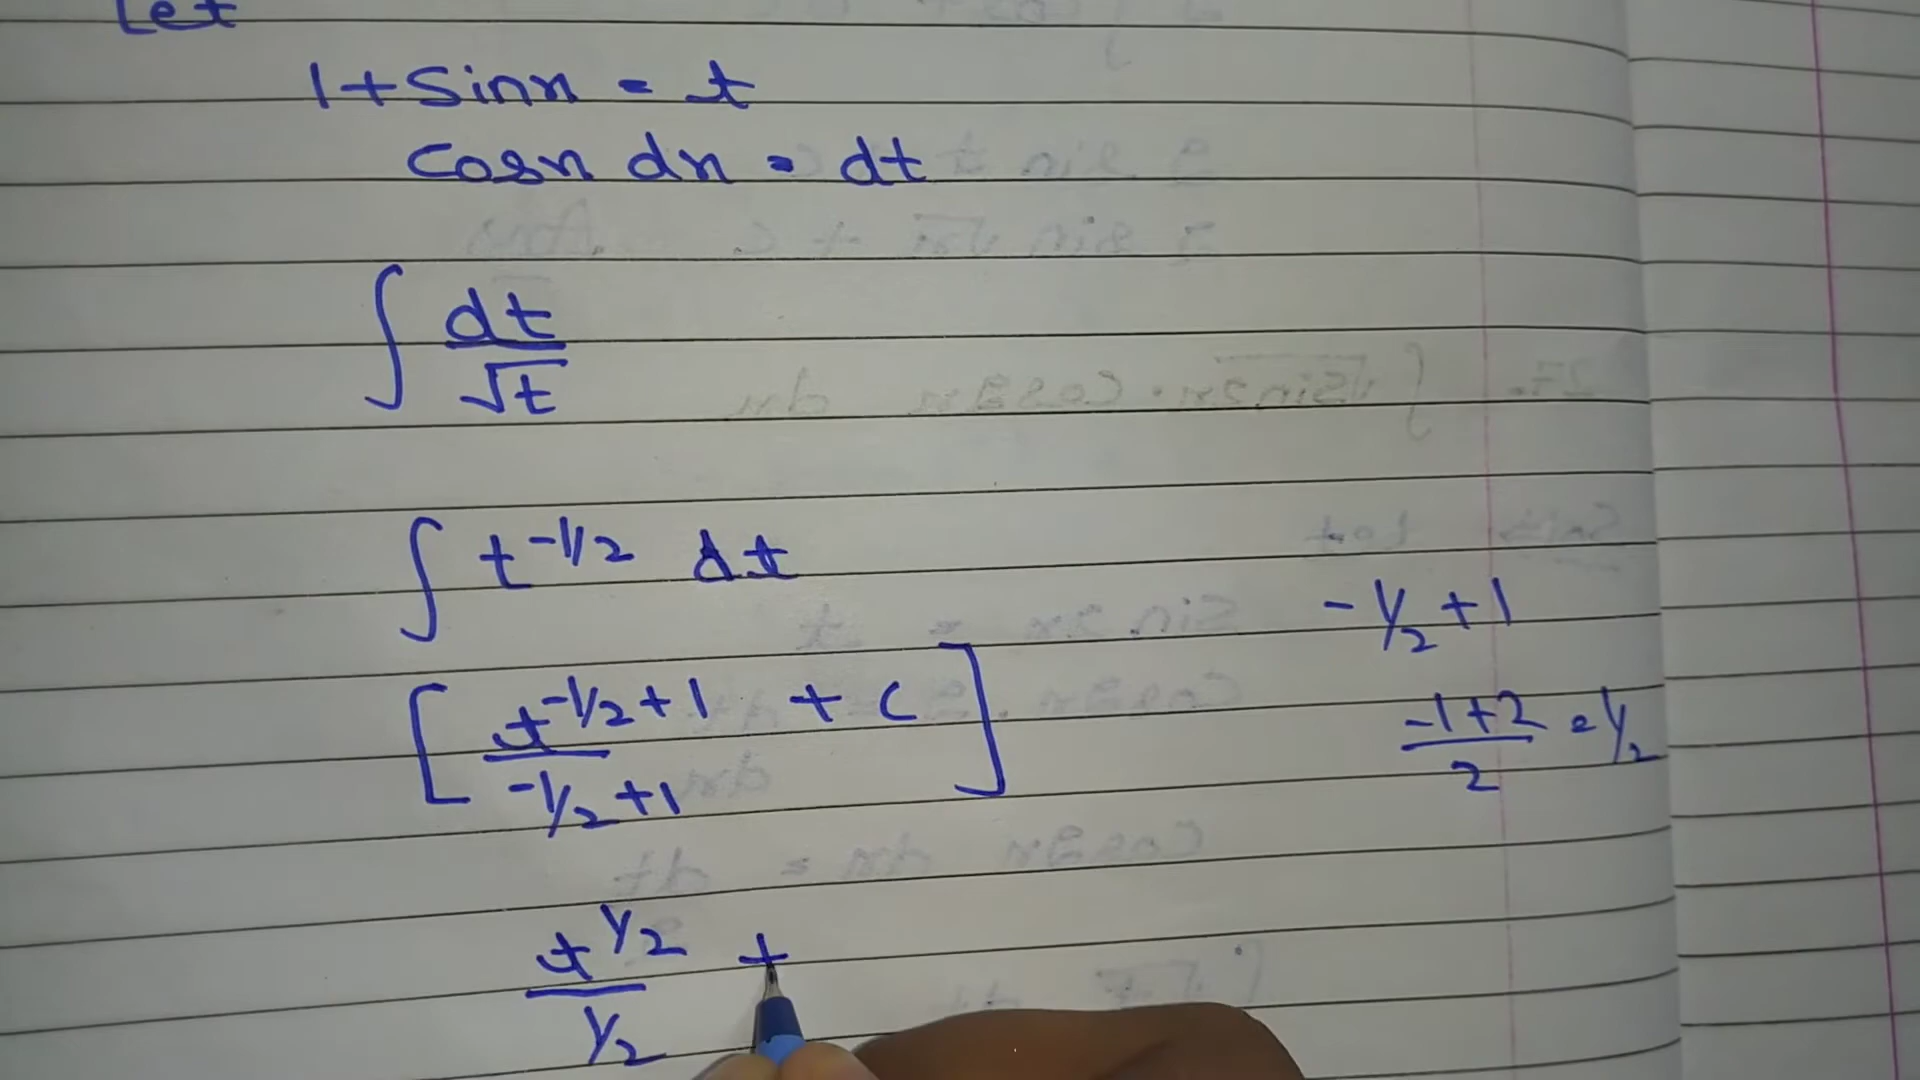 Let
1 + Sinx = t
Cosx dx = dt
∫ dt/√t
∫ t^-1/2 dt
- 1/2 + 1
[ t^-1/2+1 / -1/2+1 + C ]
-1+2 / 2 = 1/2
t^1/2 / 1/2 +